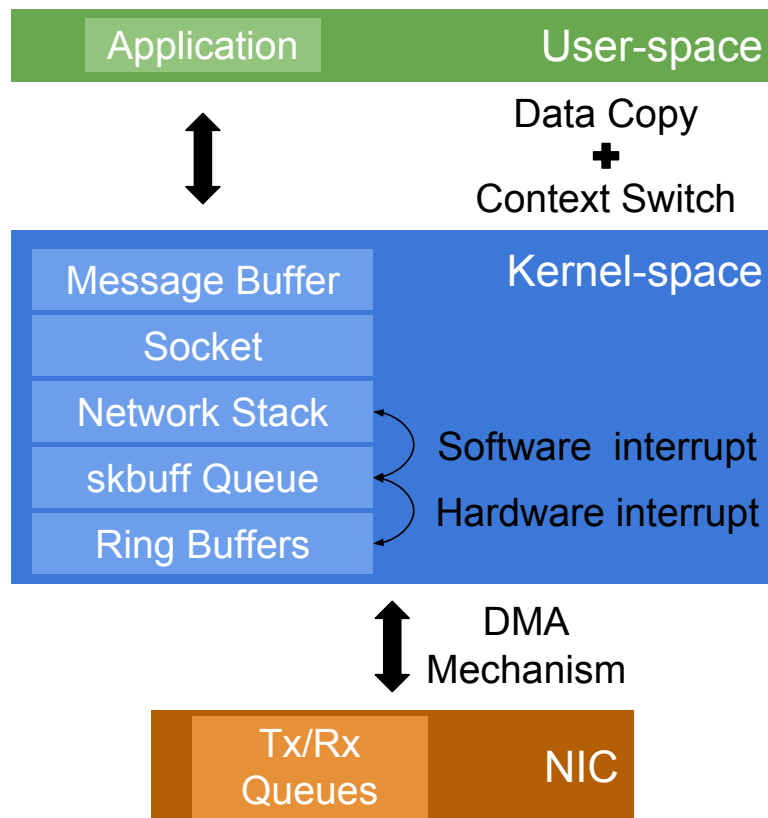 Application
User-space
Data Copy
+
Context Switch
Kernel-space
Message Buffer
Socket
Network Stack
skbuff Queue
Ring Buffers
Software interrupt
Hardware interrupt
DMA
Mechanism
Tx/Rx
Queues
NIC